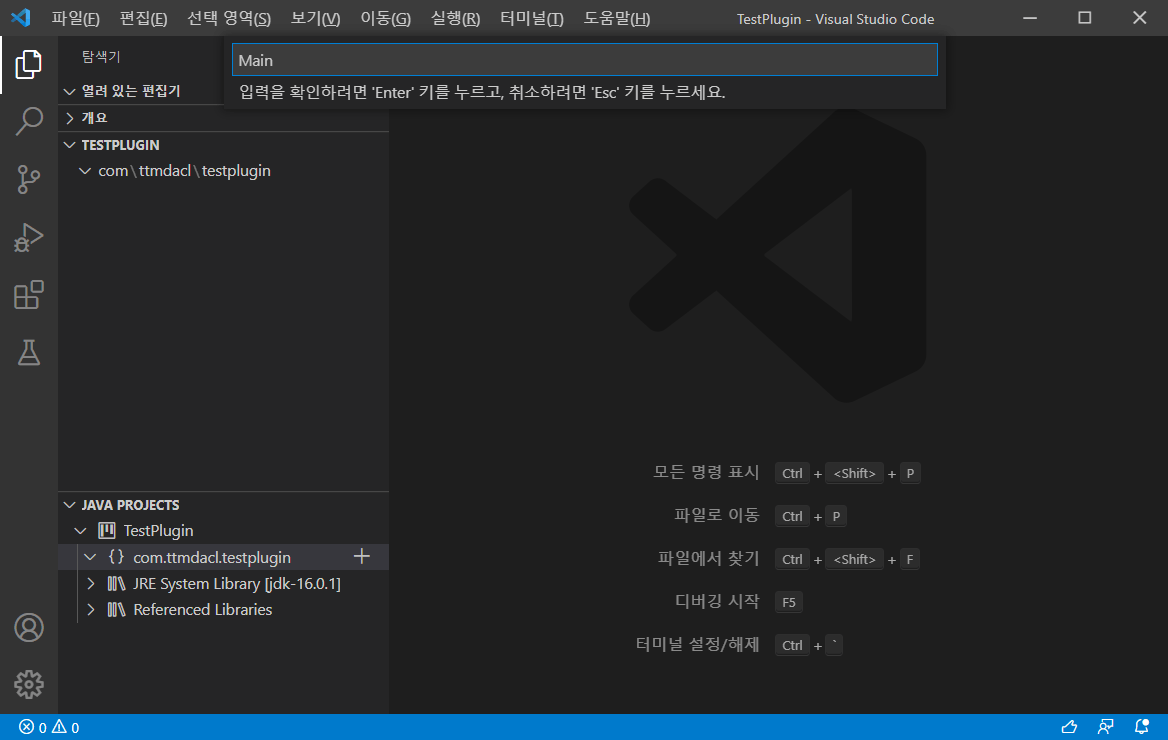 파일(F) 편집(E) 선택 영역(S) 보기(V) 이동(G) 실행(R) 터미널(T) 도움말(H) TestPlugin - Visual Studio Code
탐색기
Main
입력을 확인하려면 'Enter' 키를 누르고, 취소하려면 'Esc' 키를 누르세요.
열려 있는 편집기
개요
TESTPLUGIN
com\ttmdacl\testplugin
모든 명령 표시 Ctrl + <Shift> + P
파일로 이동 Ctrl + P
파일에서 찾기 Ctrl + <Shift> + F
디버깅 시작 F5
터미널 설정/해제 Ctrl + `
JAVA PROJECTS
TestPlugin
{} com.ttmdacl.testplugin
JRE System Library [jdk-16.0.1]
Referenced Libraries
0 0